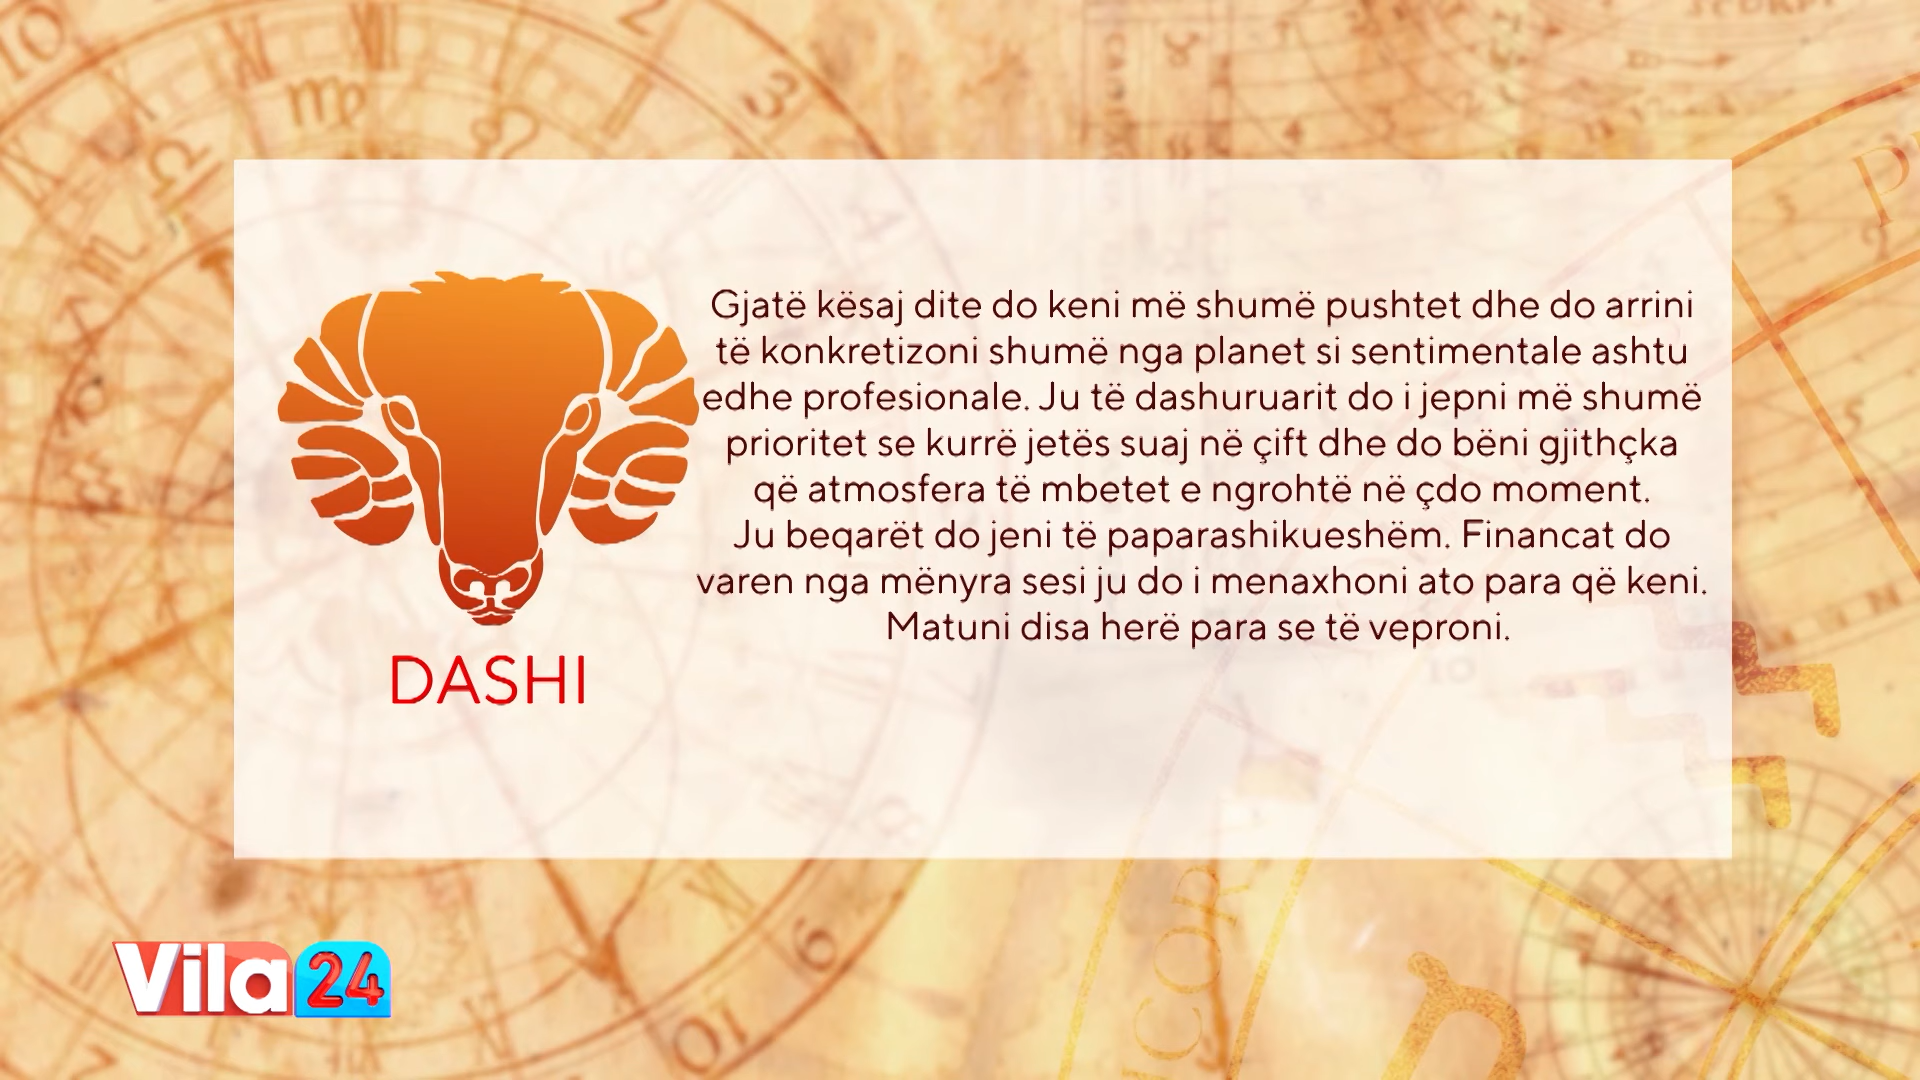 Gjatë kësaj dite do keni më shumë pushtet dhe do arrini
të konkretizoni shumë nga planet si sentimentale ashtu
edhe profesionale. Ju të dashuruarit do i jepni më shumë
prioritet se kurrë jetës suaj në çift dhe do bëni gjithçka
që atmosfera të mbetet e ngrohtë në çdo moment.
Ju beqarët do jeni të paparashikueshëm. Financat do
varen nga mënyra sesi ju do i menaxhoni ato para që keni.
Matuni disa herë para se të veproni.
DASHI
Vila24